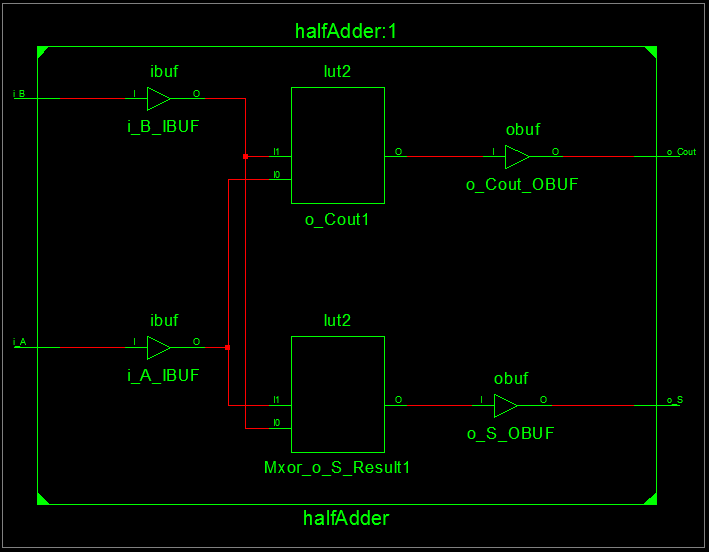 halfAdder:1
ibuf
lut2
i_B
I
O
i_B_IBUF
obuf
I1
I0
O
I
O
o_Cout
o_Cout_OBUF
o_Cout1
ibuf
lut2
i_A
I
O
i_A_IBUF
obuf
I1
I0
O
I
O
o_S
o_S_OBUF
Mxor_o_S_Result1
halfAdder